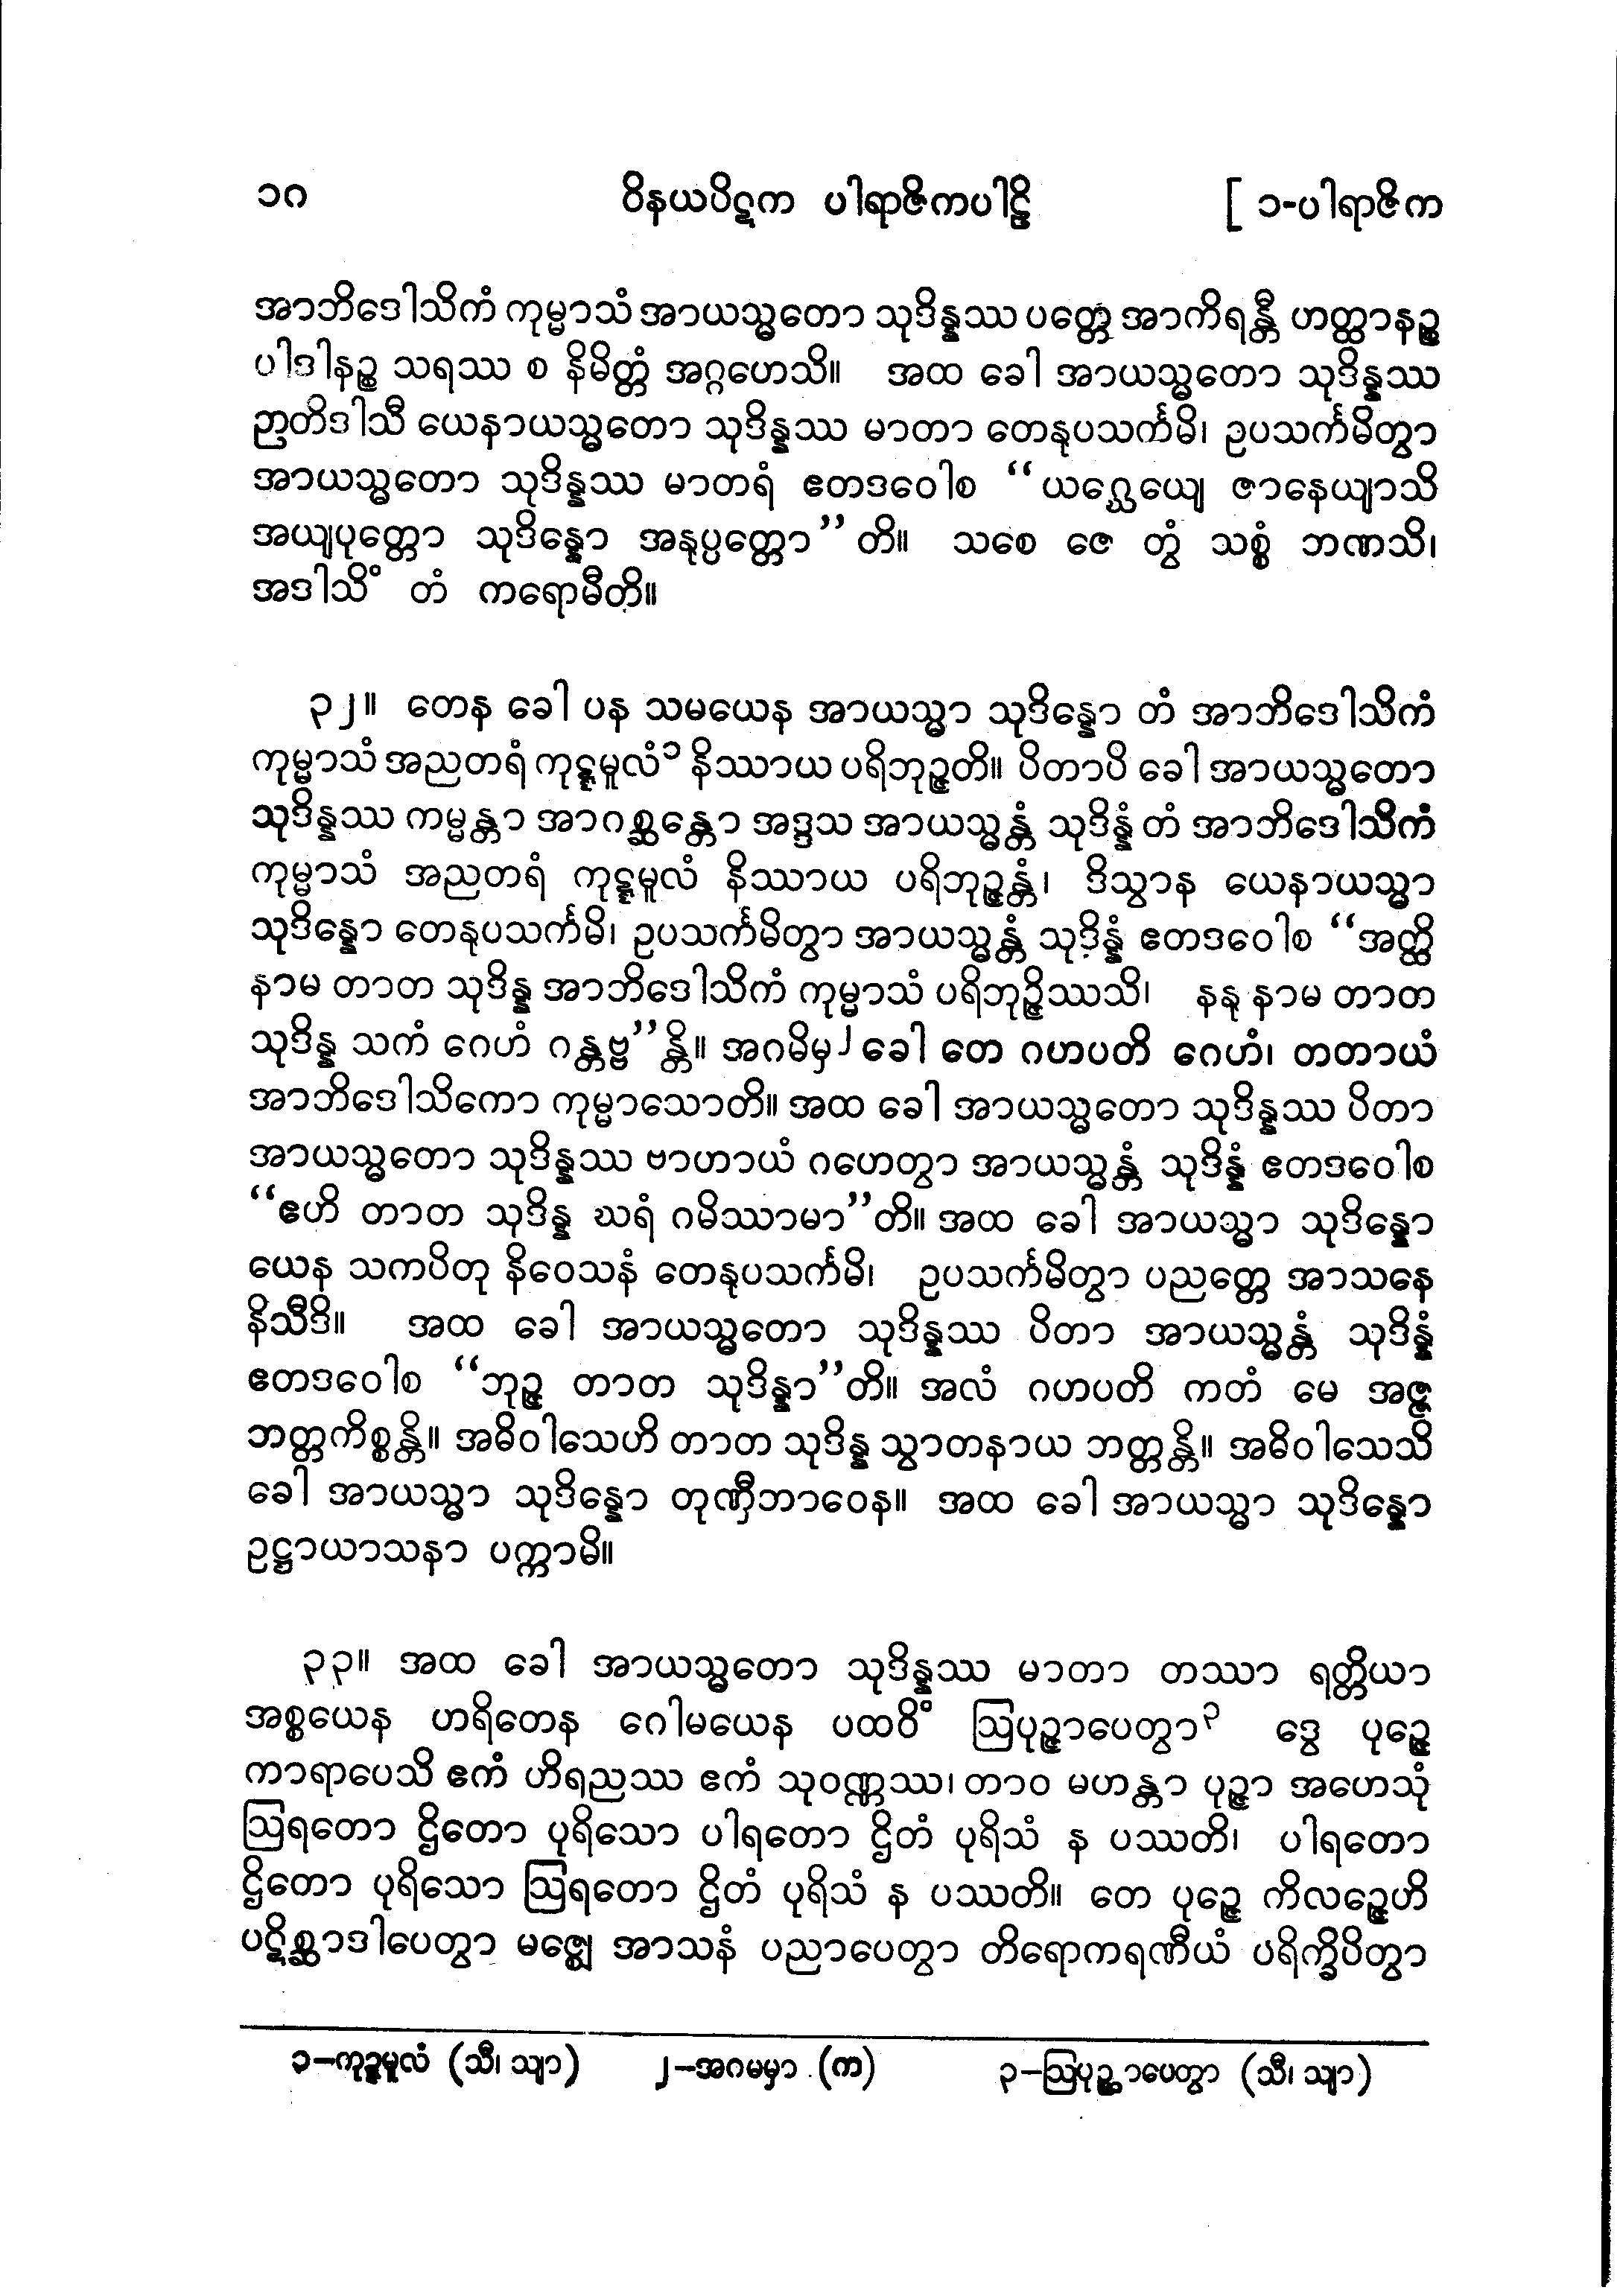 ၁၈ ဝိနယပိဋက ပါရာဇိကပါဠိ [ ၁-ပါရာဇိက
အာဘိဒေါသိကံ ကုမ္မာသံ အာယသ္မတော သုဒိန္နဿ ပတ္တေ အာကိရန္တီ ဟတ္ထာနဉ္စ
ပါဒါနဉ္စ သရဿ စ နိမိတ္တံ အဂ္ဂဟေသိ။ အထ ခေါ အာယသ္မတော သုဒိန္နဿ
ဉာတိဒါသီ ယေနာယသ္မတော သုဒိန္နဿ မာတာ တေနုပသင်္ကမိ၊ ဥပသင်္ကမိတွာ
အာယသ္မတော သုဒိန္နဿ မာတရံ ဧတဒဝေါစ “ယဂ္ဃေယျေ ဇာနေယျာသိ
အယျပုတ္တော သုဒိန္နော အနုပ္ပတ္တော”တိ။ သစေ ဇေ တွံ သစ္စံ ဘဏသိ၊
အဒါသိံ တံ ကရောမီတိ။
၃၂။ တေန ခေါ ပန သမယေန အာယသ္မာ သုဒိန္နော တံ အာဘိဒေါသိကံ
ကုမ္မာသံ အညတရံ ကုဋ္ဋမူလံ၁ နိဿာယ ပရိဘုဉ္ဇတိ။ ပိတာပိ ခေါ အာယသ္မတော
သုဒိန္နဿ ကမ္မန္တာ အာဂစ္ဆန္တော အဒ္ဒသ အာယသ္မန္တံ သုဒိန္နံ တံ အာဘိဒေါသိကံ
ကုမ္မာသံ အညတရံ ကုဋ္ဋမူလံ နိဿာယ ပရိဘုဉ္ဇန္တံ၊ ဒိသွာန ယေနာယသ္မာ
သုဒိန္နော တေနုပသင်္ကမိ၊ ဥပသင်္ကမိတွာ အာယသ္မန္တံ သုဒိန္နံ ဧတဒဝေါစ “အတ္ထိ
နာမ တာတ သုဒိန္န အာဘိဒေါသိကံ ကုမ္မာသံ ပရိဘုဉ္ဇိဿသိ၊ နနု နာမ တာတ
သုဒိန္န သကံ ဂေဟံ ဂန္တဗ္ဗ”န္တိ။ အဂမိမှ၂ ခေါ တေ ဂဟပတိ ဂေဟံ၊ တတာယံ
အာဘိဒေါသိကော ကုမ္မာသောတိ။ အထ ခေါ အာယသ္မတော သုဒိန္နဿ ပိတာ
အာယသ္မတော သုဒိန္နဿ ဗာဟာယံ ဂဟေတွာ အာယသ္မန္တံ သုဒိန္နံ ဧတဒဝေါစ
“ဧဟိ တာတ သုဒိန္န ဃရံ ဂမိဿာမာ”တိ။ အထ ခေါ အာယသ္မာ သုဒိန္နော
ယေန သကပိတု နိဝေသနံ တေနုပသင်္ကမိ၊ ဥပသင်္ကမိတွာ ပညတ္တေ အာသနေ
နိသီဒိ။ အထ ခေါ အာယသ္မတော သုဒိန္နဿ ပိတာ အာယသ္မန္တံ သုဒိန္နံ
ဧတဒဝေါစ “ဘုဉ္ဇ တာတ သုဒိန္နာ”တိ။ အလံ ဂဟပတိ ကတံ မေ အဇ္ဇ
ဘတ္တကိစ္စန္တိ။ အဓိဝါသေဟိ တာတ သုဒိန္န သွာတနာယ ဘတ္တန္တိ။ အဓိဝါသေသိ
ခေါ အာယသ္မာ သုဒိန္နော တုဏှီဘာဝေန။ အထ ခေါ အာယသ္မာ သုဒိန္နော
ဥဋ္ဌာယာသနာ ပက္ကာမိ။
၃၃။ အထ ခေါ အာယသ္မတော သုဒိန္နဿ မာတာ တဿာ ရတ္တိယာ
အစ္စယေန ဟရိတေန ဂေါမယေန ပထဝိံ ဩပုဉ္ဇာပေတွာ၃ ဒွေ ပုဉ္ဇေ
ကာရာပေသိ ဧကံ ဟိရညဿ ဧကံ သုဝဏ္ဏဿ၊ တာဝ မဟန္တာ ပုဉ္ဇာ အဟေသုံ
ဩရတော ဌိတော ပုရိသော ပါရတော ဌိတံ ပုရိသံ န ပဿတိ၊ ပါရတော
ဌိတော ပုရိသော ဩရတော ဌိတံ ပုရိသံ န ပဿတိ။ တေ ပုဉ္ဇေ ကိလဉ္ဇေဟိ
ပဋိစ္ဆာဒါပေတွာ မဇ္ဈေ အာသနံ ပညာပေတွာ တိရောကရဏီယံ ပရိက္ခိပိတွာ
၁−ကုဍ္ဍမူလံ (သီ၊ သျာ) ၂−အဂမမှာ (က) ၃−ဩပုဉ္ဆာပေတွာ (သီ၊ သျာ)